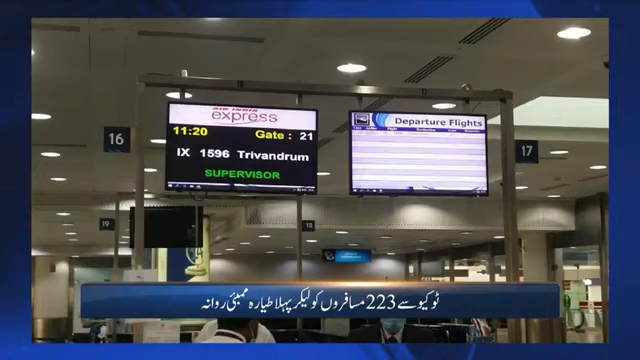 AIR INDIA
express
11:20 Gate : 21
IX 1596 Trivandrum
SUPERVISOR
Departure Flights
16
17
19
18
ٹوکیو سے 223 مسافروں کو لیکر پہلا طیارہ ممبئی روانہ